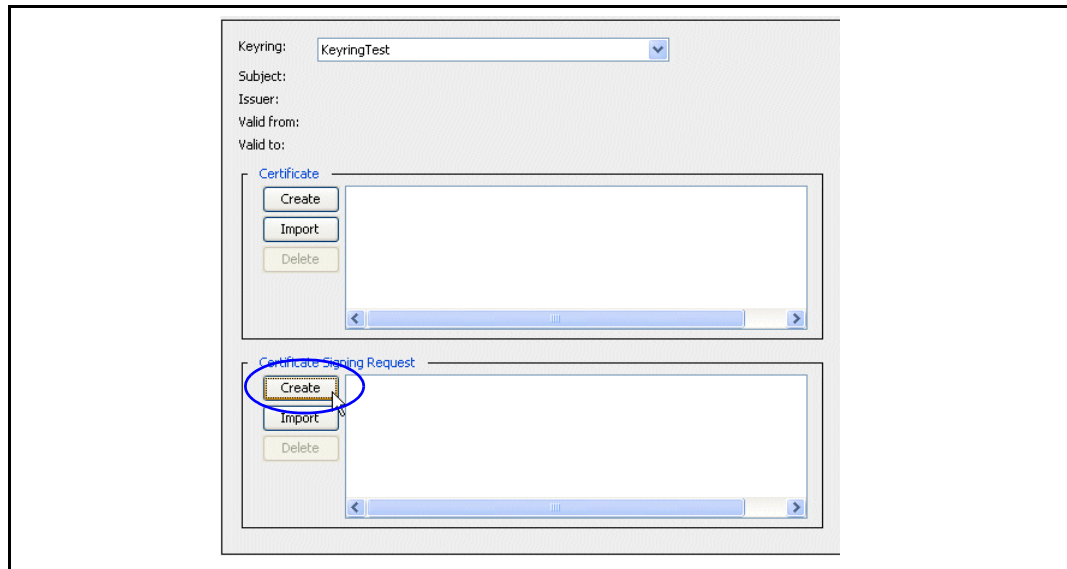 Keyring: KeyringTest
Subject:
Issuer:
Valid from:
Valid to:
Certificate
Create
Import
Delete
Certificate Signing Request
Create
Import
Delete